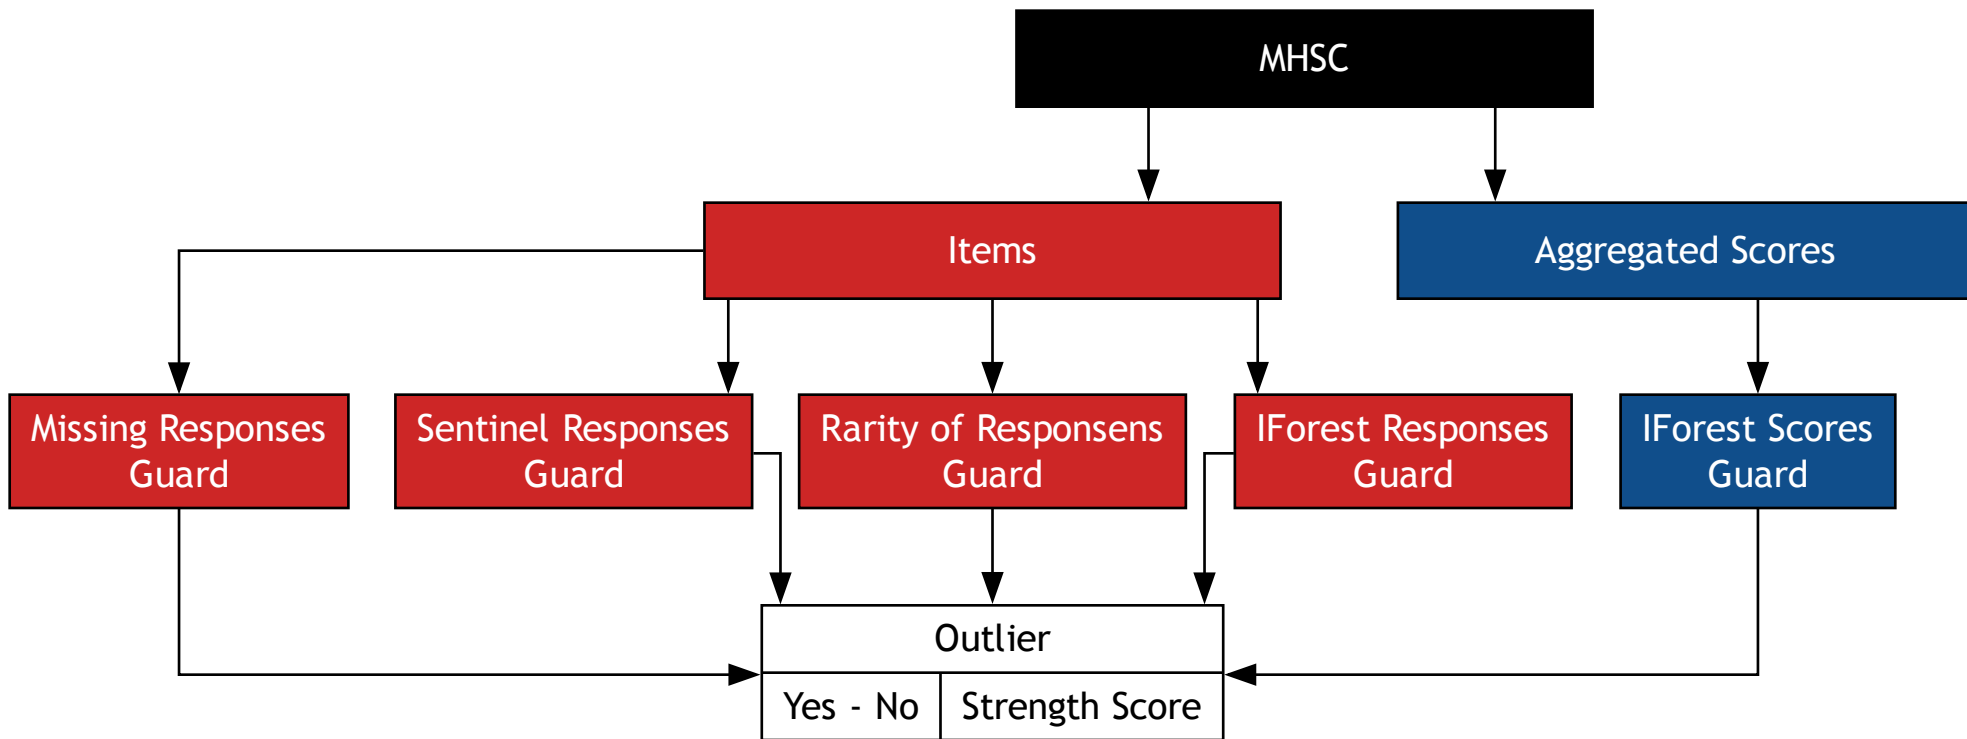 MHSC
Items
Aggregated Scores
Missing Responses
Guard
Sentinel Responses
Guard
Rarity of Responsens
Guard
IForest Responses
Guard
IForest Scores
Guard
Outlier
Yes - No
Strength Score